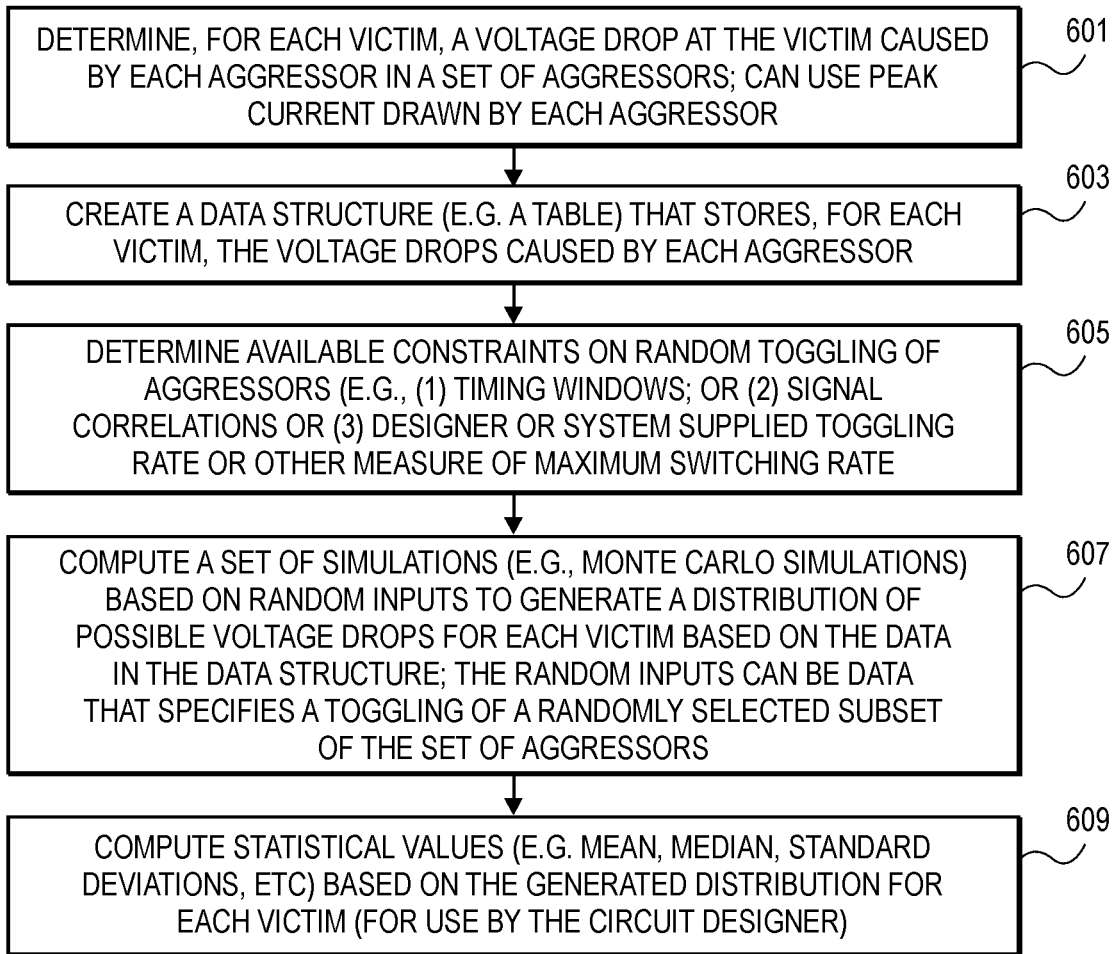 DETERMINE, FOR EACH VICTIM, A VOLTAGE DROP AT THE VICTIM CAUSED
BY EACH AGGRESSOR IN A SET OF AGGRESSORS; CAN USE PEAK
CURRENT DRAWN BY EACH AGGRESSOR
601
CREATE A DATA STRUCTURE (E.G. A TABLE) THAT STORES, FOR EACH
VICTIM, THE VOLTAGE DROPS CAUSED BY EACH AGGRESSOR
603
DETERMINE AVAILABLE CONSTRAINTS ON RANDOM TOGGLING OF
AGGRESSORS (E.G., (1) TIMING WINDOWS; OR (2) SIGNAL
CORRELATIONS OR (3) DESIGNER OR SYSTEM SUPPLIED TOGGLING
RATE OR OTHER MEASURE OF MAXIMUM SWITCHING RATE
605
COMPUTE A SET OF SIMULATIONS (E.G., MONTE CARLO SIMULATIONS)
BASED ON RANDOM INPUTS TO GENERATE A DISTRIBUTION OF
POSSIBLE VOLTAGE DROPS FOR EACH VICTIM BASED ON THE DATA
IN THE DATA STRUCTURE; THE RANDOM INPUTS CAN BE DATA
THAT SPECIFIES A TOGGLING OF A RANDOMLY SELECTED SUBSET
OF THE SET OF AGGRESSORS
607
COMPUTE STATISTICAL VALUES (E.G. MEAN, MEDIAN, STANDARD
DEVIATIONS, ETC) BASED ON THE GENERATED DISTRIBUTION FOR
EACH VICTIM (FOR USE BY THE CIRCUIT DESIGNER)
609